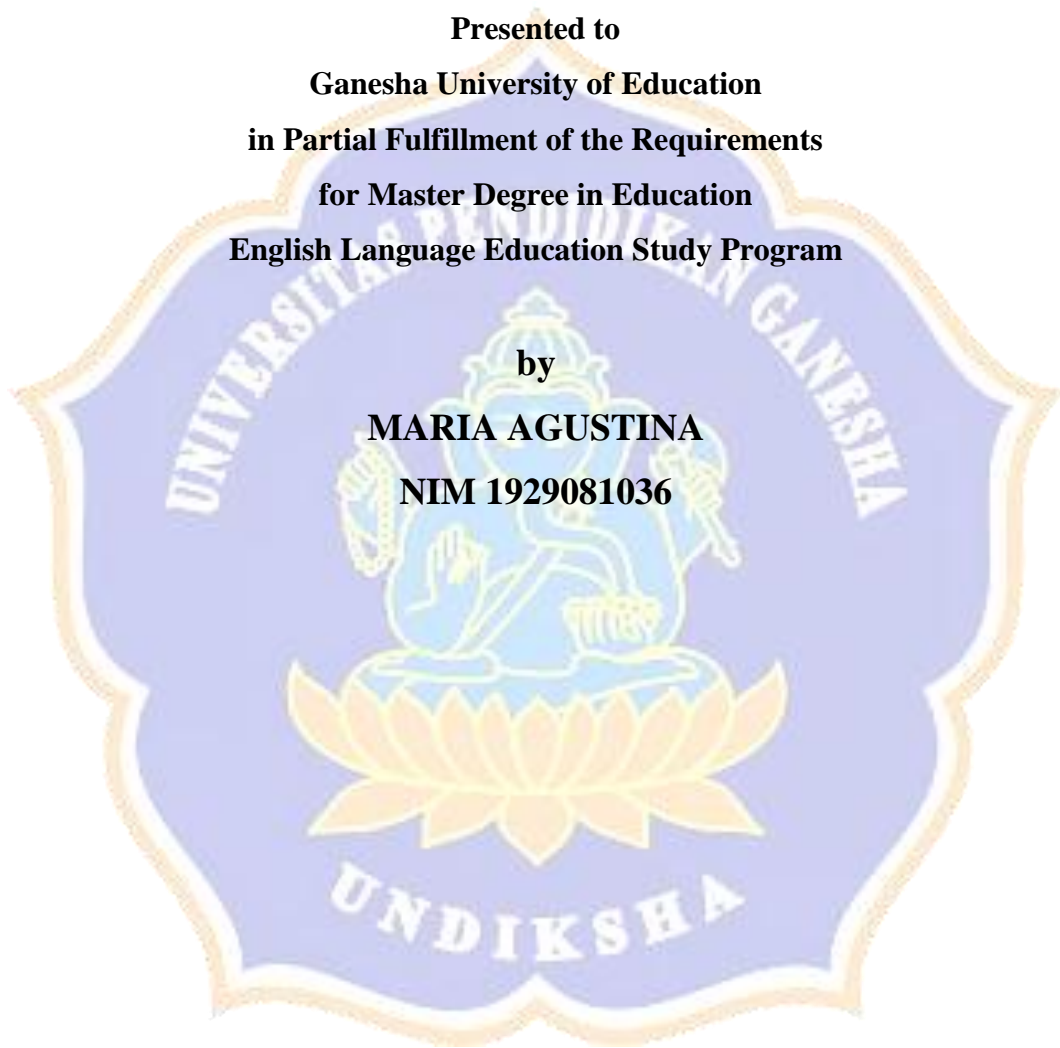 Presented to
Ganesha University of Education
in Partial Fulfillment of the Requirements
for Master Degree in Education
English Language Education Study Program
UNIVERSITAS PENDIDIKAN GANESHA
by
MARIA AGUSTINA
NIM 1929081036
UNDIKSHA